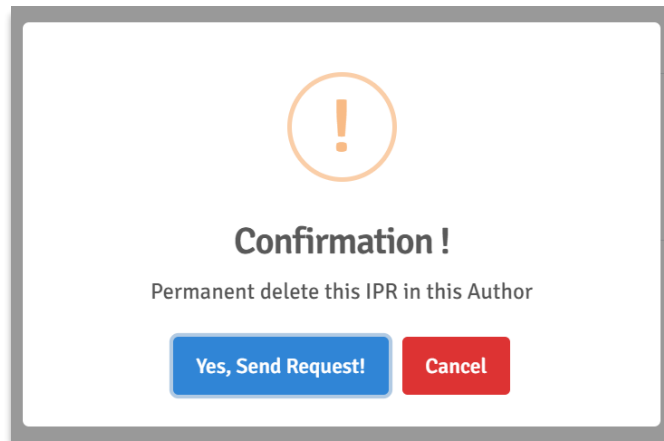 !
Confirmation !
Permanent delete this IPR in this Author
Yes, Send Request!
Cancel